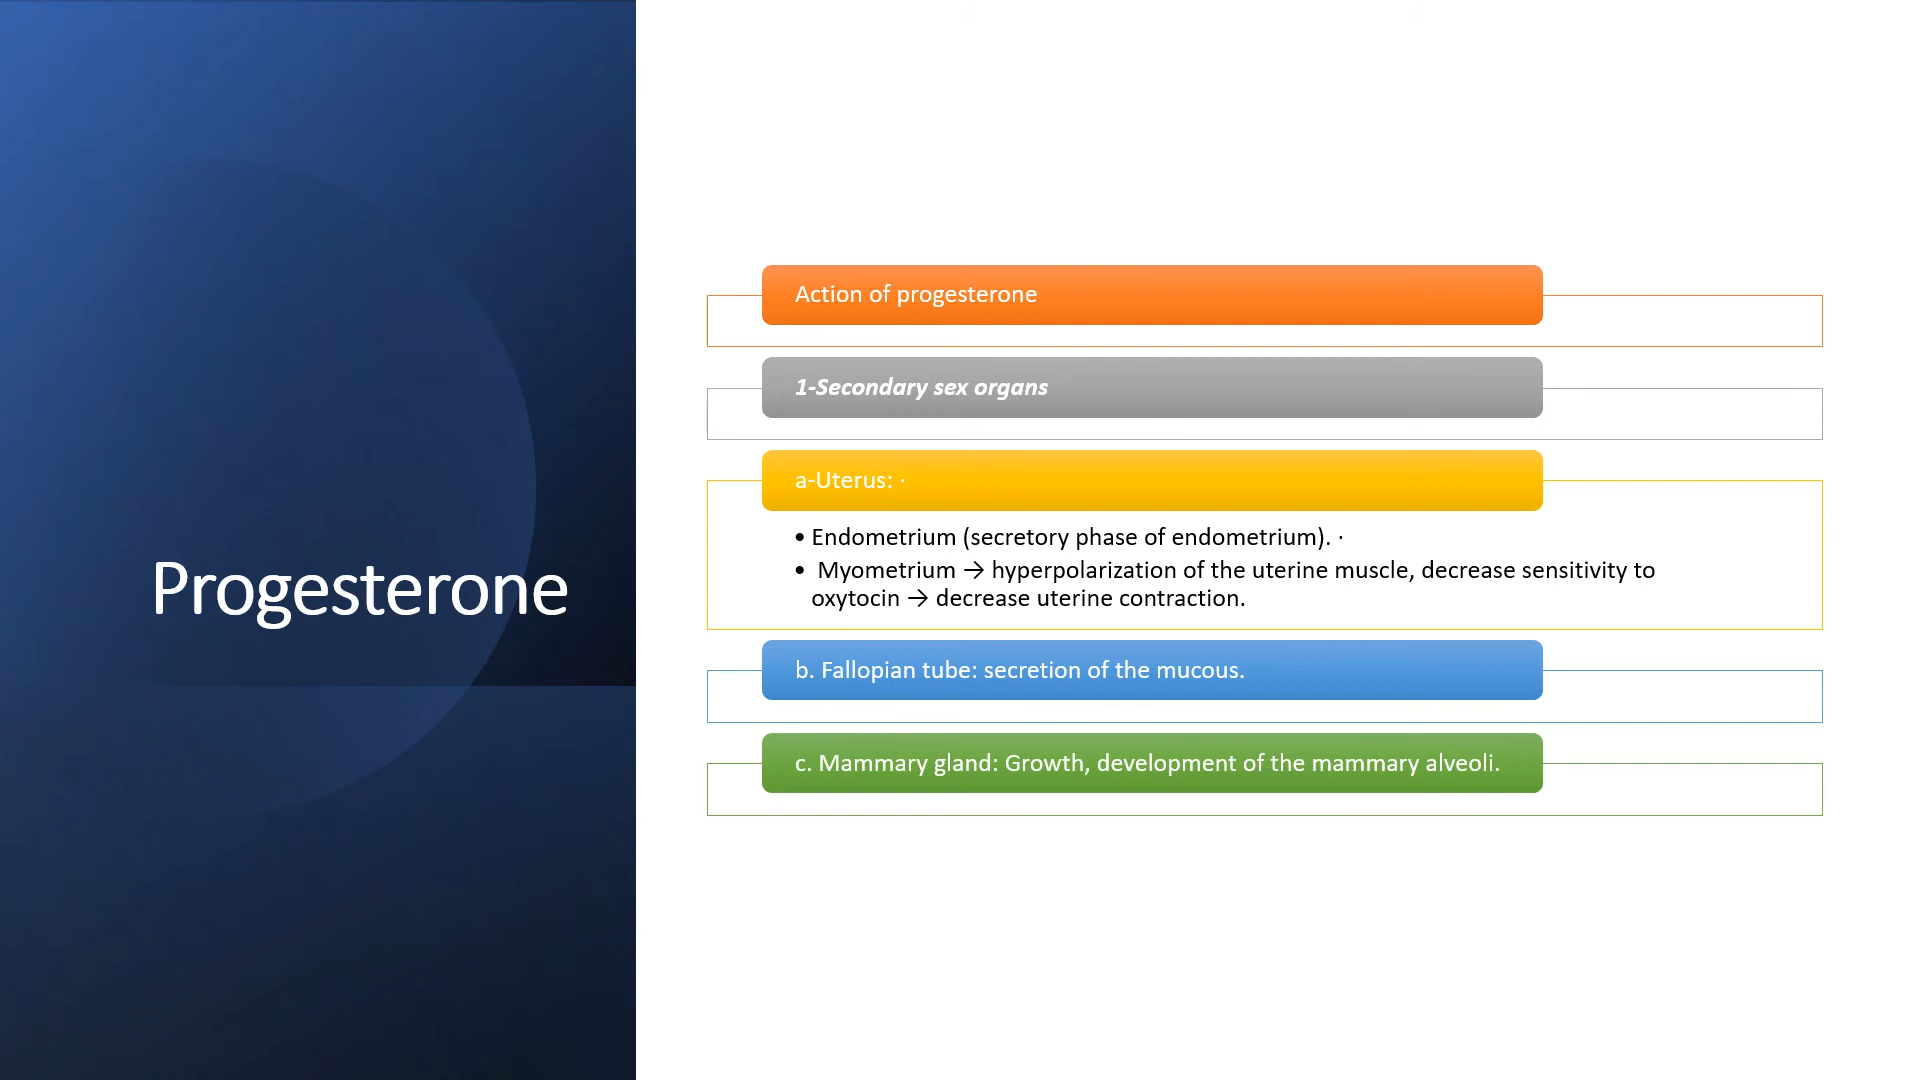 Progesterone
Action of progesterone
1-Secondary sex organs
a-Uterus: ·
• Endometrium (secretory phase of endometrium). ·
• Myometrium → hyperpolarization of the uterine muscle, decrease sensitivity to
oxytocin → decrease uterine contraction.
b. Fallopian tube: secretion of the mucous.
c. Mammary gland: Growth, development of the mammary alveoli.